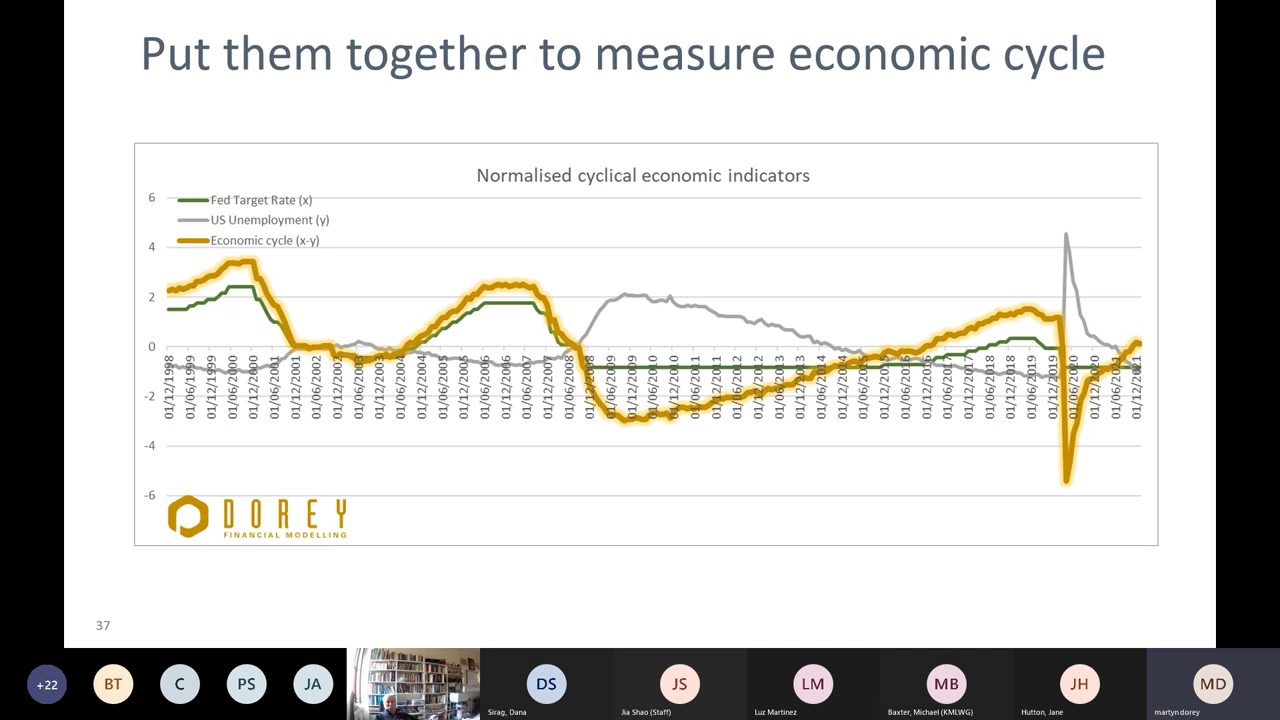 Put them together to measure economic cycle
Normalised cyclical economic indicators
Fed Target Rate (x)
US Unemployment (y)
Economic cycle (x-y)
6
4
2
0
-2
-4
-6
01/12/1998
01/06/1999
01/12/1999
01/06/2000
01/12/2000
01/06/2001
01/12/2001
01/06/2002
01/12/2002
01/06/2003
01/12/2003
01/06/2004
01/12/2004
01/06/2005
01/12/2005
01/06/2006
01/12/2006
01/06/2007
01/12/2007
01/06/2008
01/12/2008
01/06/2009
01/12/2009
01/06/2010
01/12/2010
01/06/2011
01/12/2011
01/06/2012
01/12/2012
01/06/2013
01/12/2013
01/06/2014
01/12/2014
01/06/2015
01/12/2015
01/06/2016
01/12/2016
01/06/2017
01/12/2017
01/06/2018
01/12/2018
01/06/2019
01/12/2019
01/06/2020
01/12/2020
01/06/2021
01/12/2021
DOREY
FINANCIAL MODELLING
37
+22
BT
C
PS
JA
DS
JS
LM
MB
JH
MD
Sirag, Dana
Jia Shao (Staff)
Luz Martinez
Baxter, Michael (KMLWG)
Hutton, Jane
martyn dorey